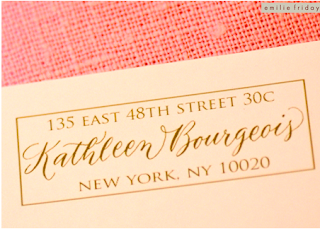 emilie friday
135 EAST 48TH STREET 30C
Kathleen Bourgeois
NEW YORK, NY 10020